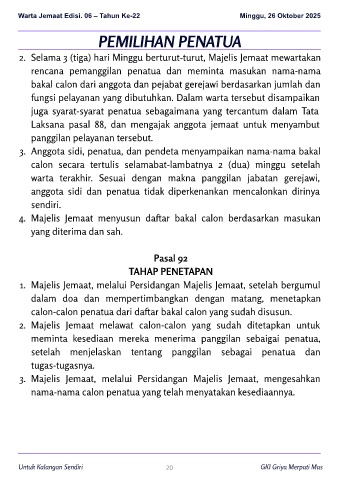 Warta Jemaat Edisi. 06 – Tahun Ke-22 Minggu, 26 Oktober 2025
PEMILIHAN PENATUA
2. Selama 3 (tiga) hari Minggu berturut-turut, Majelis Jemaat mewartakan
rencana pemanggilan penatua dan meminta masukan nama-nama
bakal calon dari anggota dan pejabat gerejawi berdasarkan jumlah dan
fungsi pelayanan yang dibutuhkan. Dalam warta tersebut disampaikan
juga syarat-syarat penatua sebagaimana yang tercantum dalam Tata
Laksana pasal 88, dan mengajak anggota jemaat untuk menyambut
panggilan pelayanan tersebut.
3. Anggota sidi, penatua, dan pendeta menyampaikan nama-nama bakal
calon secara tertulis selamabat-lambatnya 2 (dua) minggu setelah
warta terakhir. Sesuai dengan makna panggilan jabatan gerejawi,
anggota sidi dan penatua tidak diperkenankan mencalonkan dirinya
sendiri.
4. Majelis Jemaat menyusun daftar bakal calon berdasarkan masukan
yang diterima dan sah.
Pasal 92
TAHAP PENETAPAN
1. Majelis Jemaat, melalui Persidangan Majelis Jemaat, setelah bergumul
dalam doa dan mempertimbangkan dengan matang, menetapkan
calon-calon penatua dari daftar bakal calon yang sudah disusun.
2. Majelis Jemaat melawat calon-calon yang sudah ditetapkan untuk
meminta kesediaan mereka menerima panggilan sebaigai penatua,
setelah menjelaskan tentang panggilan sebagai penatua dan
tugas-tugasnya.
3. Majelis Jemaat, melalui Persidangan Majelis Jemaat, mengesahkan
nama-nama calon penatua yang telah menyatakan kesediaannya.
Untuk Kalangan Sendiri 20 GKI Griya Merpati Mas